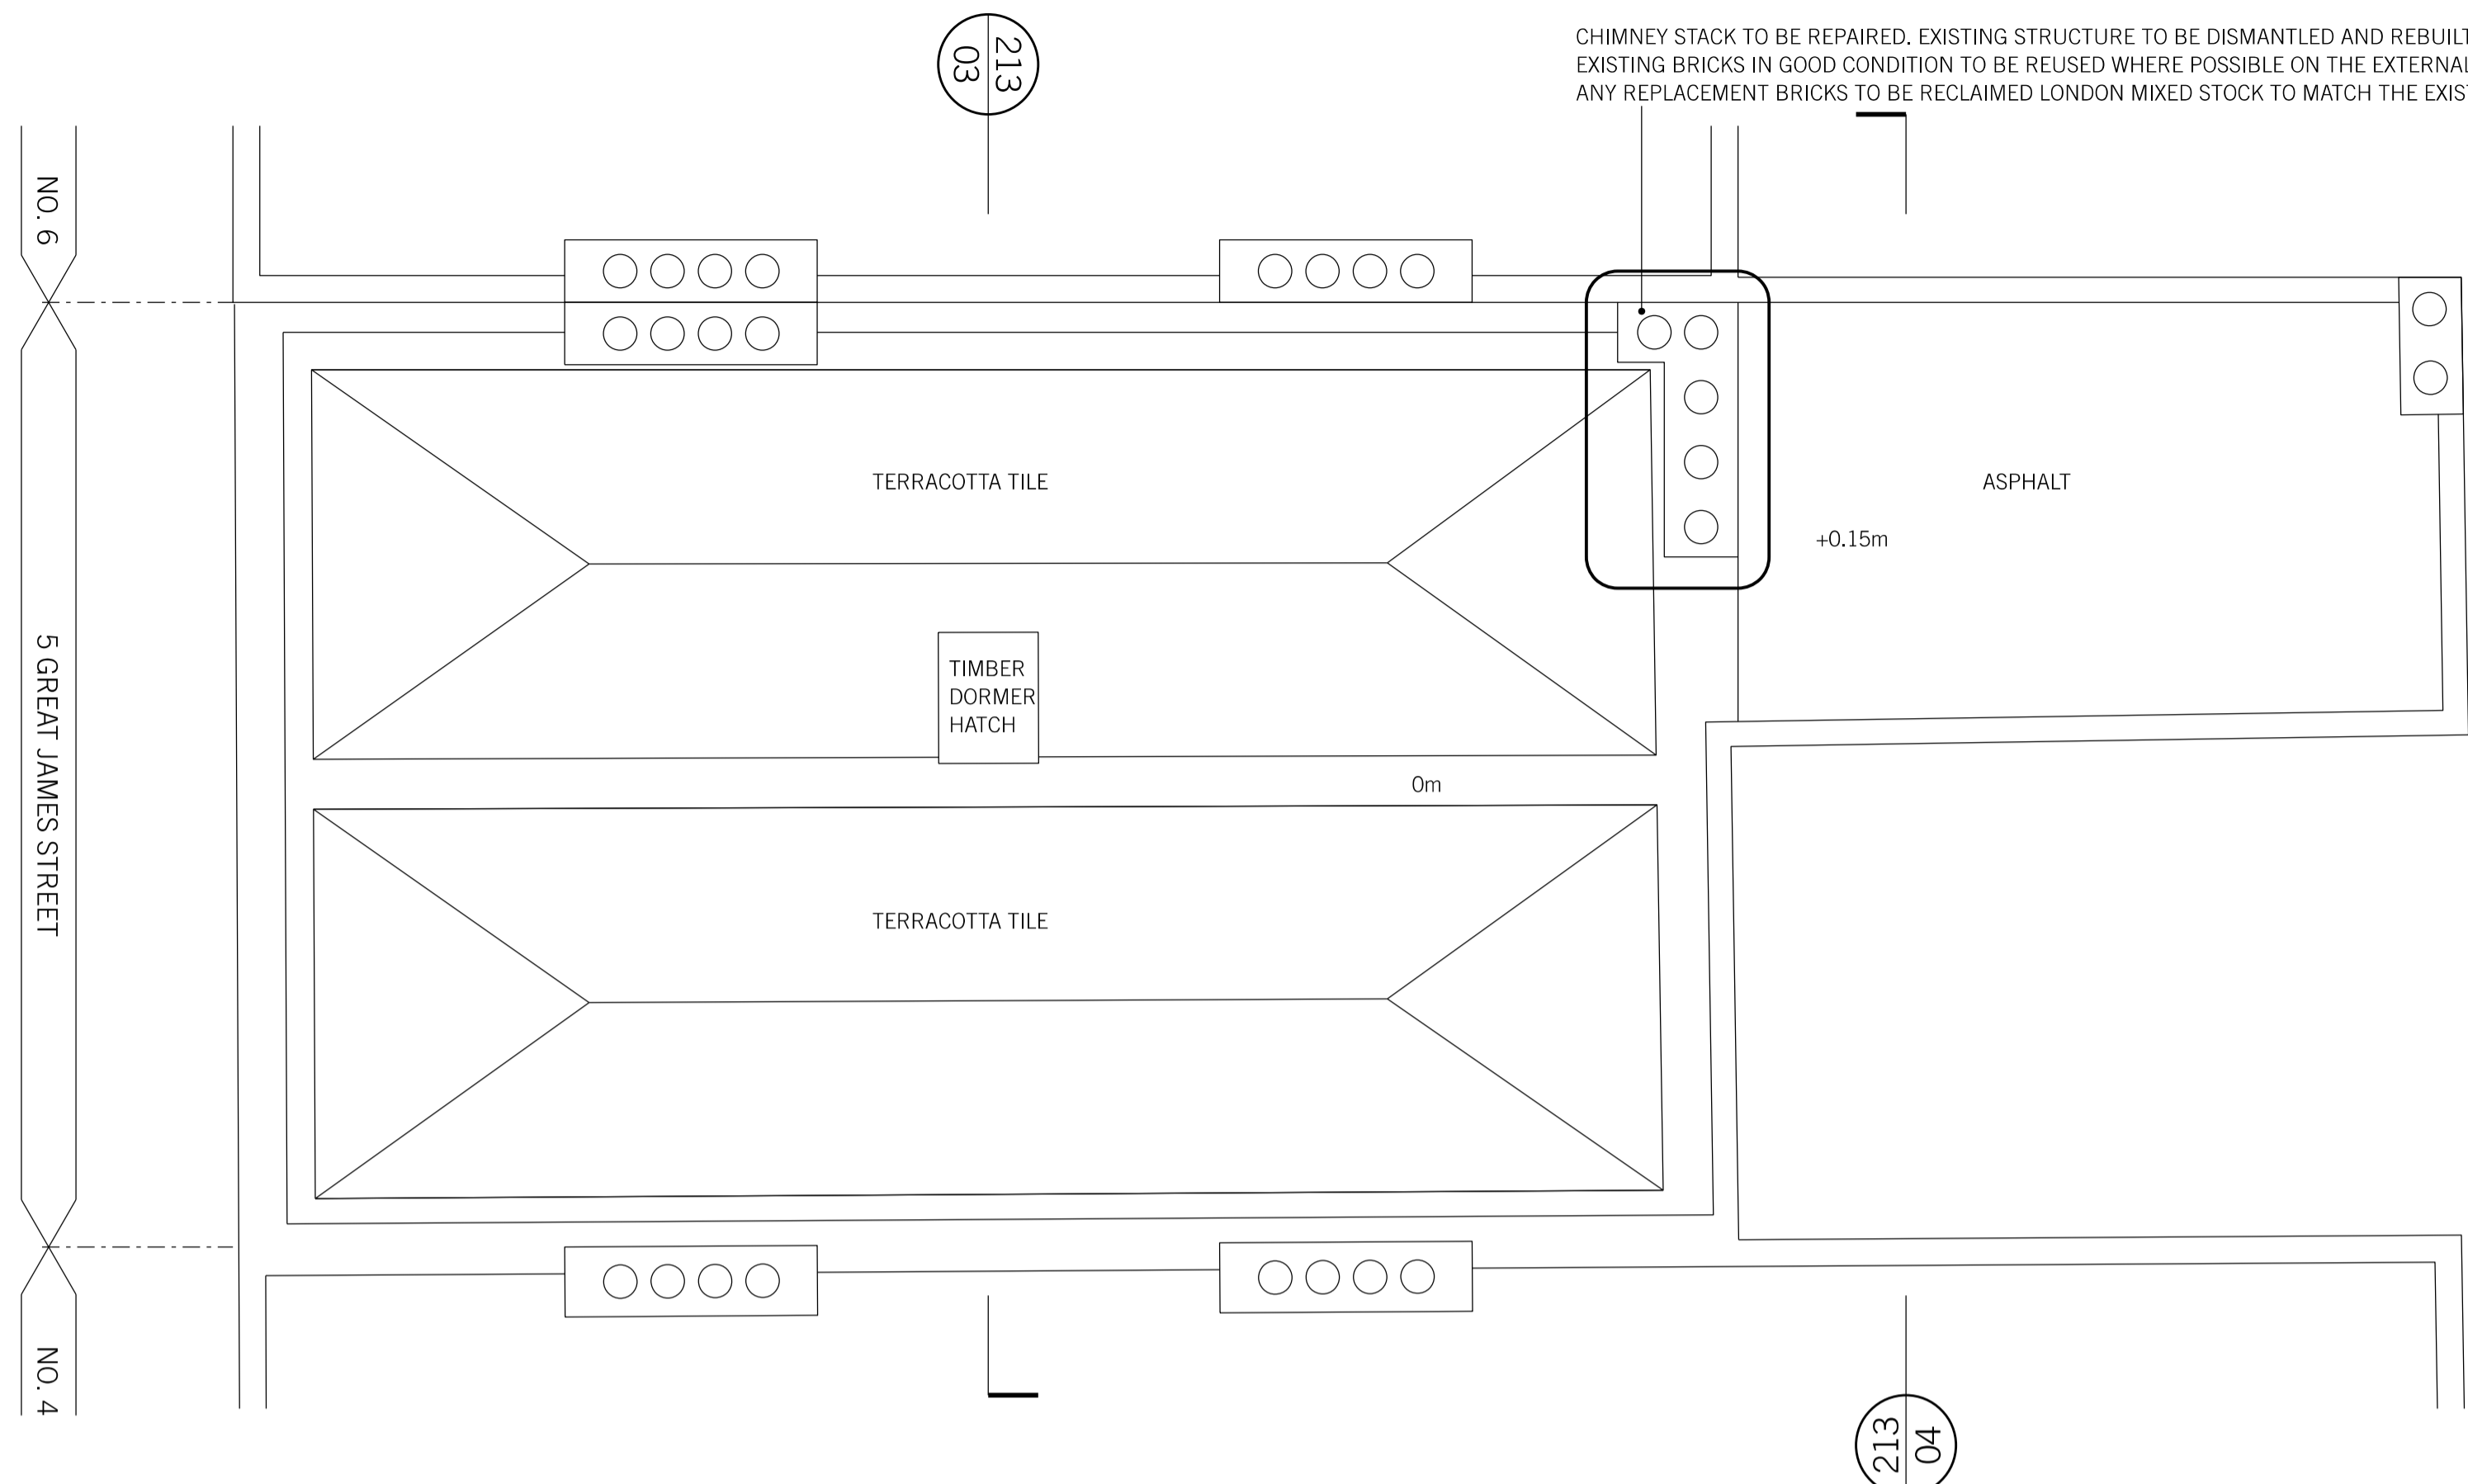 213
03
CHIMNEY STACK TO BE REPAIRED. EXISTING STRUCTURE TO BE DISMANTLED AND REBUILT
EXISTING BRICKS IN GOOD CONDITION TO BE REUSED WHERE POSSIBLE ON THE EXTERNAL
ANY REPLACEMENT BRICKS TO BE RECLAIMED LONDON MIXED STOCK TO MATCH THE
NO. 6
TERRACOTTA TILE
ASPHALT
+0.15m
TIMBER
DORMER
HATCH
5 GREAT JAMES STREET
0m
TERRACOTTA TILE
NO. 4
213
04